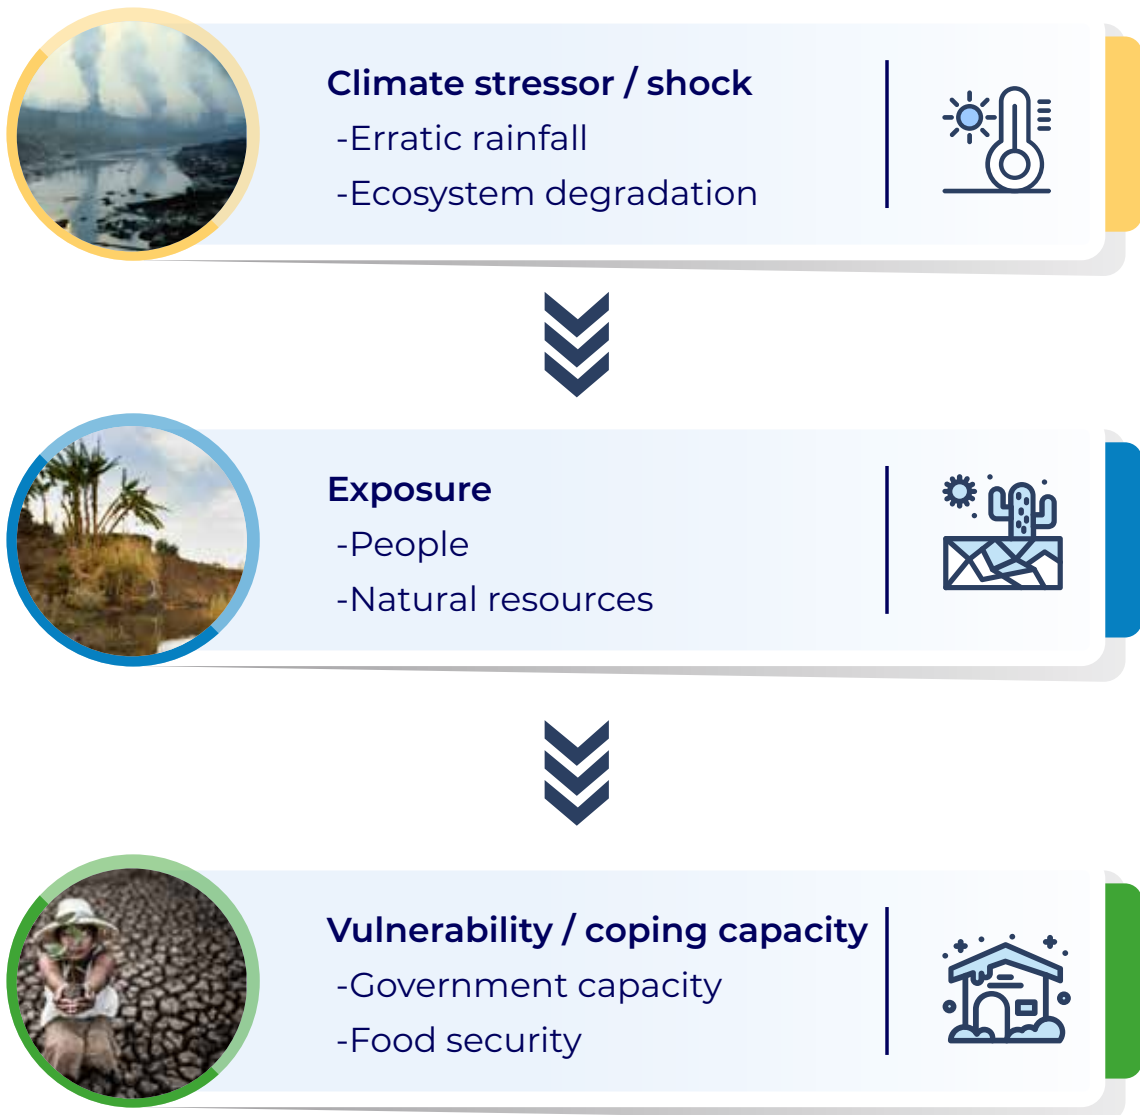 Climate stressor / shock
-Erratic rainfall
-Ecosystem degradation
Exposure
-People
-Natural resources
Vulnerability / coping capacity
-Government capacity
-Food security